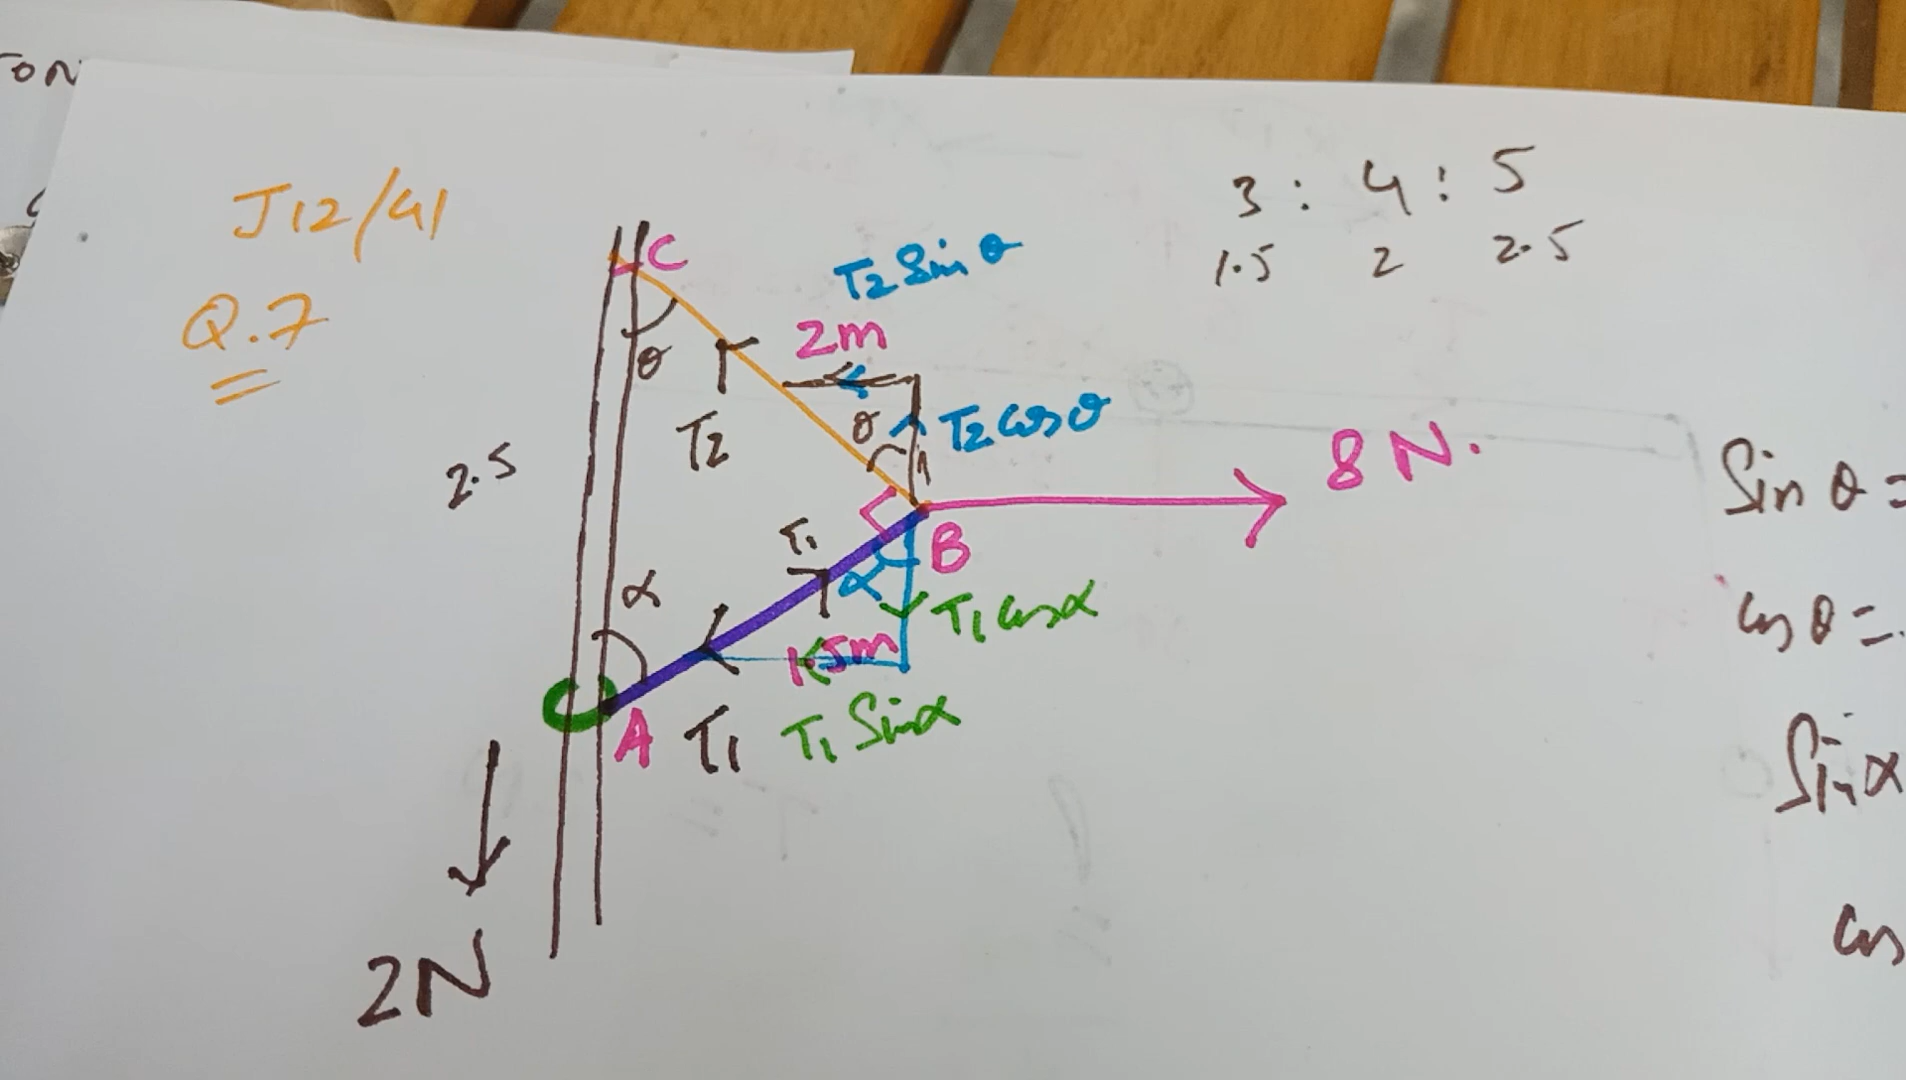 ON
J12/41
Q.7
3 : 4 : 5
1.5 2 2.5
C
T2 Sin θ
2m
θ
T2
θ
T2 cos θ
8 N.
2.5
Sin θ =
T1
B
α
α
T1 cos α
cos θ =
1.5m
A
T1
T1 Sin α
Sin α
2N
cos